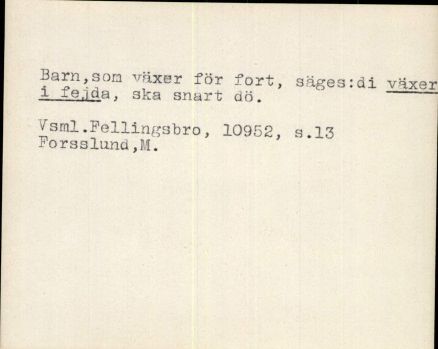 Barn,som växer för fort, säges:di växer
i fejda, ska snart dö.
Vsml.Fellingsbro, 10952, s.13
Forsslund,M.